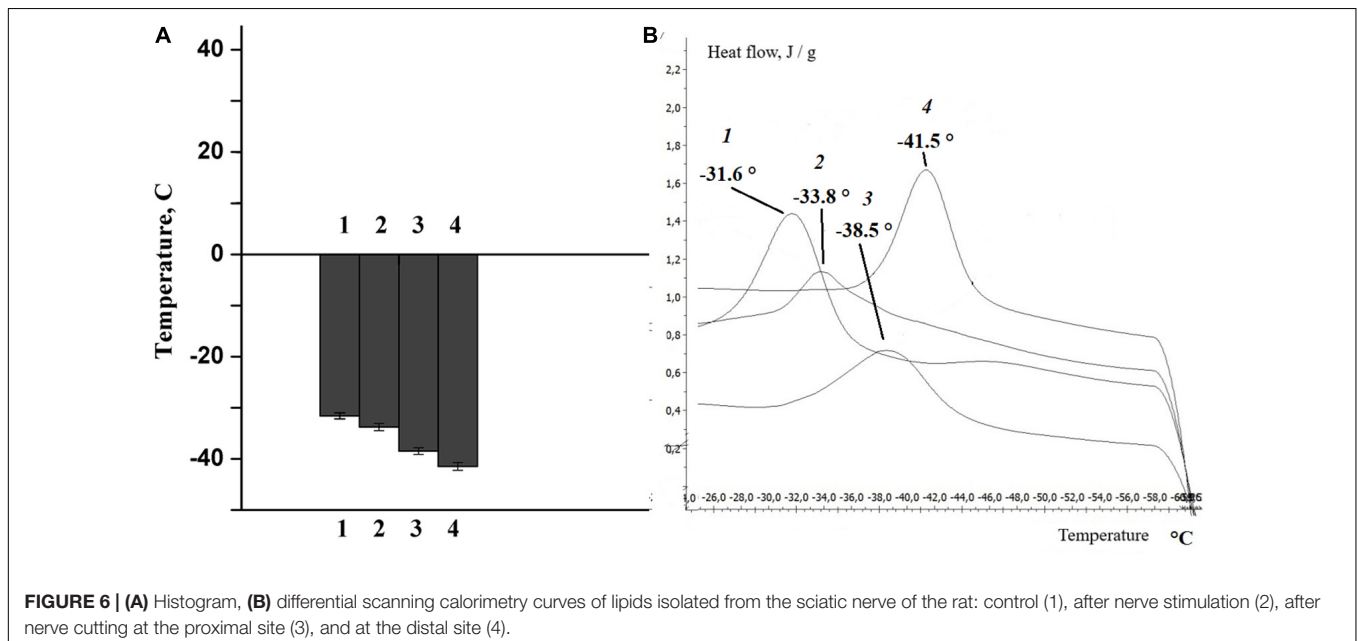 A
40
20
0
-20
-40
Temperature, C
1 2 3 4
1 2 3 4
B
Heat flow, J / g
2,2
2,0
1,8
1,6
1,4
1,2
1,0
0,8
0,6
0,4
0,2
1
-31.6 °
2
-33.8 °
3
-38.5 °
4
-41.5 °
-26,0 -28,0 -30,0 -32,0 -34,0 -36,0 -38,0 -40,0 -42,0 -44,0 -46,0 -48,0 -50,0 -52,0 -54,0 -56,0 -58,0
Temperature °C
FIGURE 6 | (A) Histogram, (B) differential scanning calorimetry curves of lipids isolated from the sciatic nerve of the rat: control (1), after nerve stimulation (2), after
nerve cutting at the proximal site (3), and at the distal site (4).